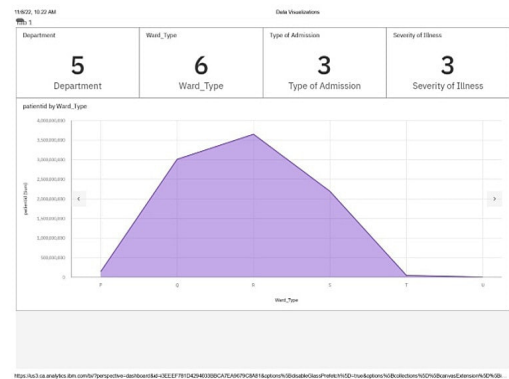 11/6/22, 10:22 AM Data Visualizations
Tab 1
Department Ward_Type Type of Admission Severity of Illness
5 6 3 3
Department Ward_Type Type of Admission Severity of Illness
patientid by Ward_Type
4,000,000,000
3,500,000,000
3,000,000,000
2,500,000,000
2,000,000,000
1,500,000,000
1,000,000,000
500,000,000
0
patientid (Sum)
P Q R S T U
Ward_Type